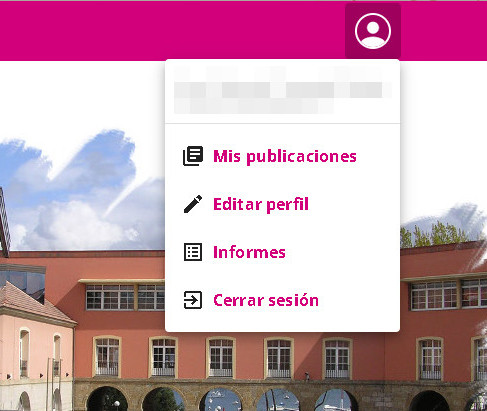 Mis publicaciones
Editar perfil
Informes
Cerrar sesión